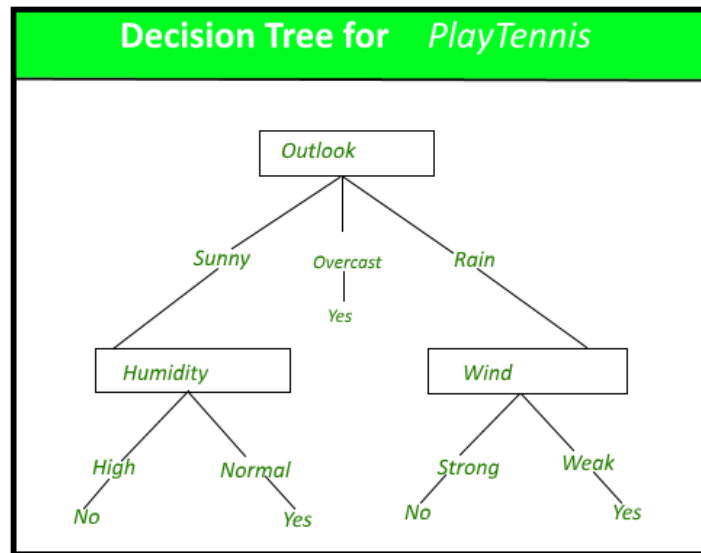 Decision Tree for PlayTennis
Outlook
Sunny Overcast Rain
Yes
Humidity Wind
High Normal Strong Weak
No Yes No Yes